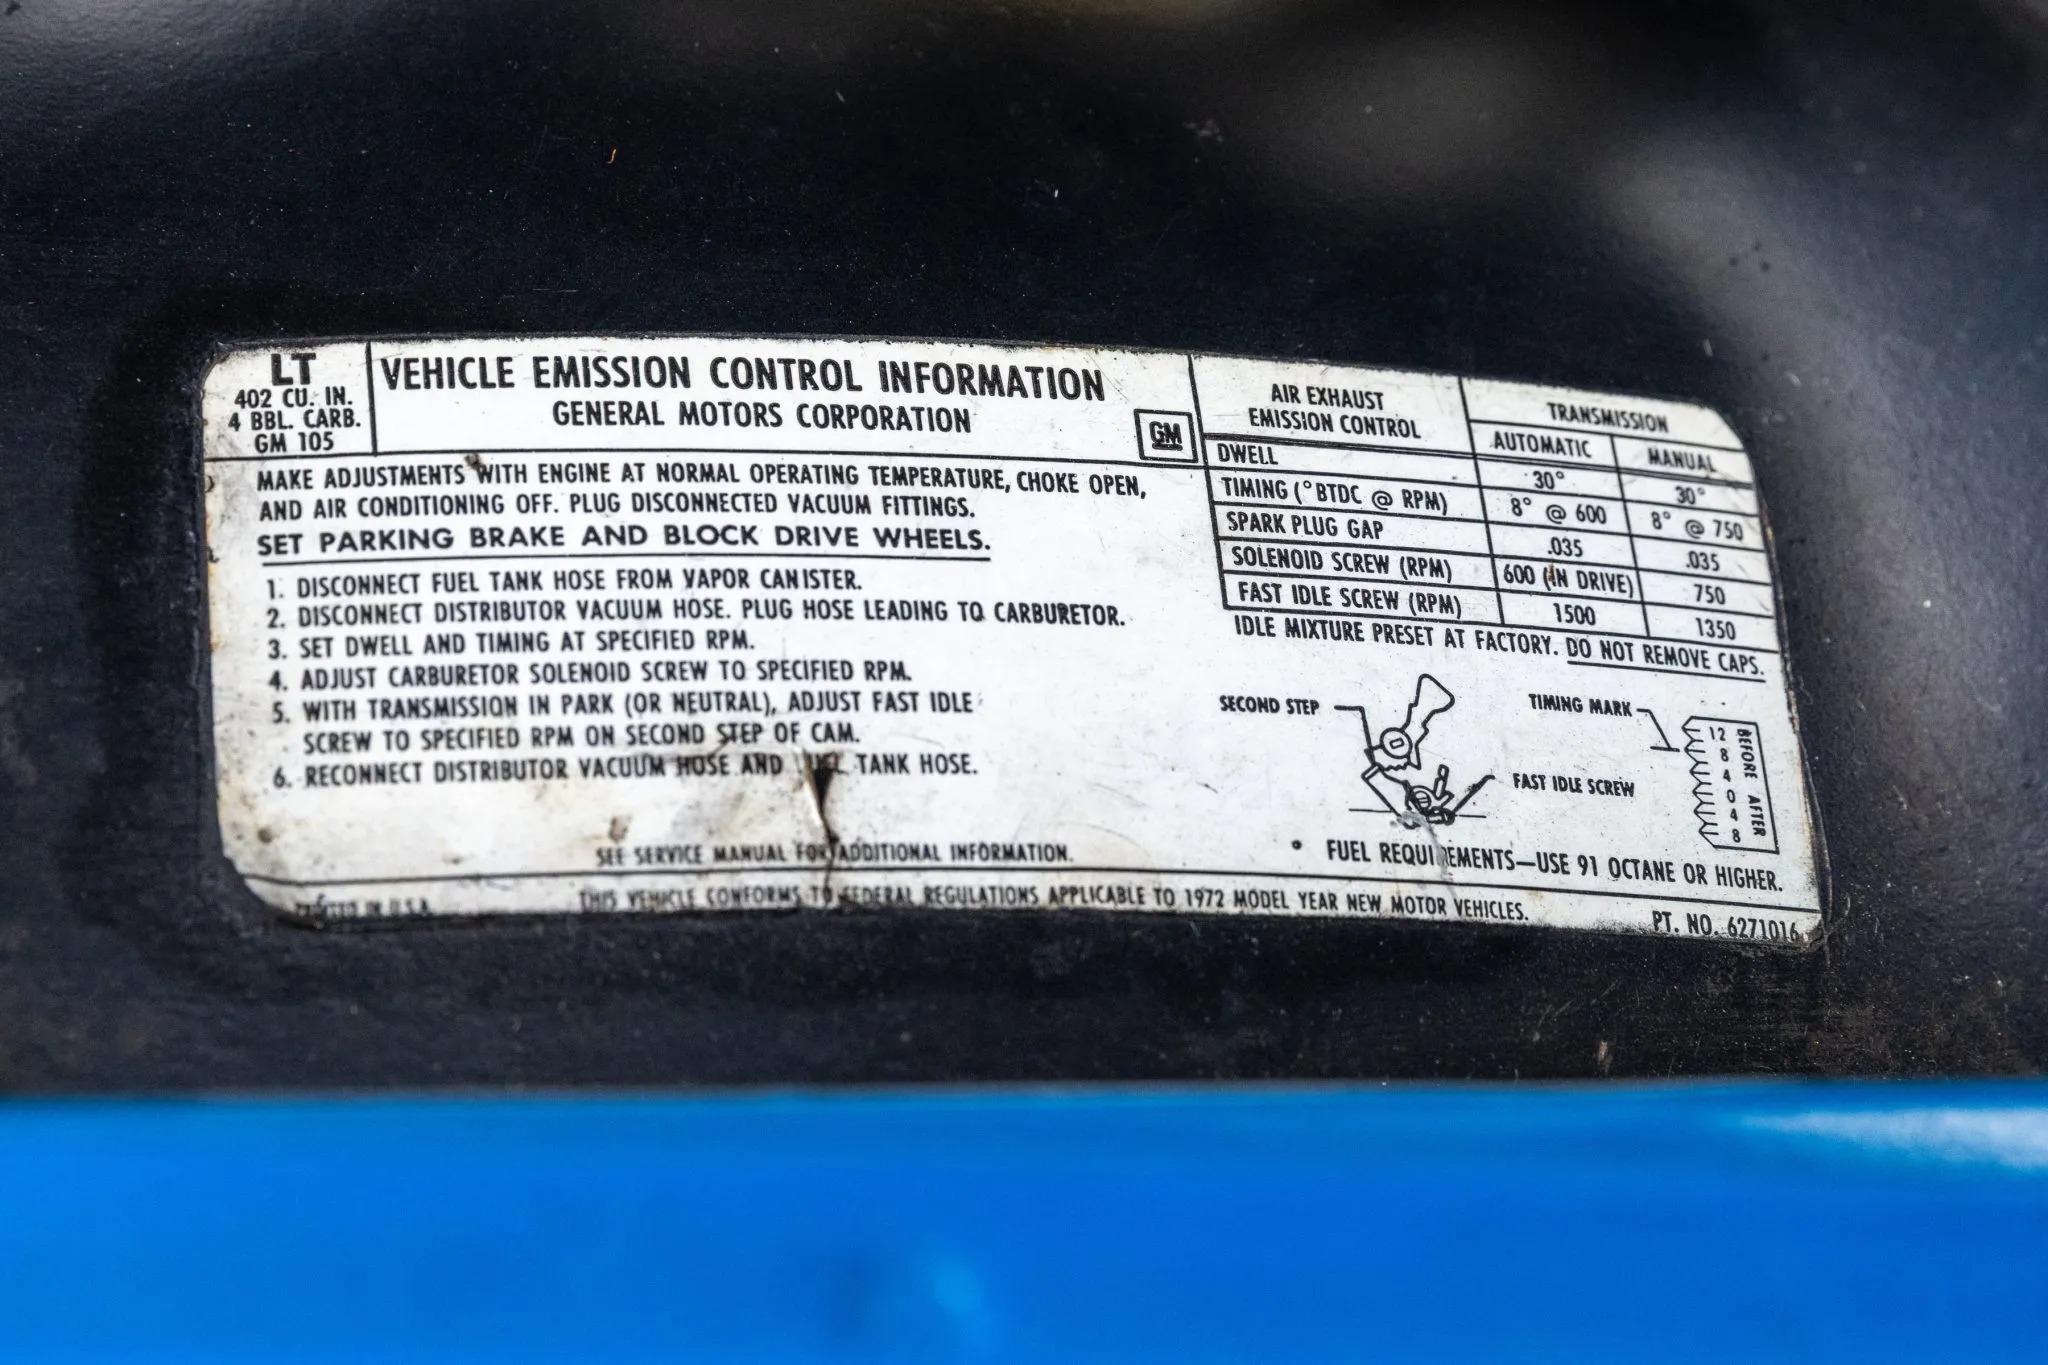 LT
402 CU. IN.
4 BBL. CARB.
GM 105
VEHICLE EMISSION CONTROL INFORMATION
GENERAL MOTORS CORPORATION
GM
MAKE ADJUSTMENTS WITH ENGINE AT NORMAL OPERATING TEMPERATURE, CHOKE OPEN,
AND AIR CONDITIONING OFF. PLUG DISCONNECTED VACUUM FITTINGS.
SET PARKING BRAKE AND BLOCK DRIVE WHEELS.
1. DISCONNECT FUEL TANK HOSE FROM VAPOR CANISTER.
2. DISCONNECT DISTRIBUTOR VACUUM HOSE. PLUG HOSE LEADING TO CARBURETOR.
3. SET DWELL AND TIMING AT SPECIFIED RPM.
4. ADJUST CARBURETOR SOLENOID SCREW TO SPECIFIED RPM.
5. WITH TRANSMISSION IN PARK (OR NEUTRAL), ADJUST FAST IDLE
SCREW TO SPECIFIED RPM ON SECOND STEP OF CAM.
6. RECONNECT DISTRIBUTOR VACUUM HOSE AND TANK HOSE.
SEE SERVICE MANUAL FOR ADDITIONAL INFORMATION.
AIR EXHAUST
EMISSION CONTROL
TRANSMISSION
AUTOMATIC MANUAL
DWELL 30° 30°
TIMING (°BTDC @ RPM) 8° @ 600 8° @ 750
SPARK PLUG GAP .035 .035
SOLENOID SCREW (RPM) 600 (IN DRIVE) 750
FAST IDLE SCREW (RPM) 1500 1350
IDLE MIXTURE PRESET AT FACTORY. DO NOT REMOVE CAPS.
SECOND STEP
FAST IDLE SCREW
TIMING MARK
12
8
4
0
4
8
BEFORE AFTER
• FUEL REQUIREMENTS—USE 91 OCTANE OR HIGHER.
PRINTED IN U.S.A.
THIS VEHICLE CONFORMS TO FEDERAL REGULATIONS APPLICABLE TO 1972 MODEL YEAR NEW MOTOR VEHICLES.
PT. NO. 6271016